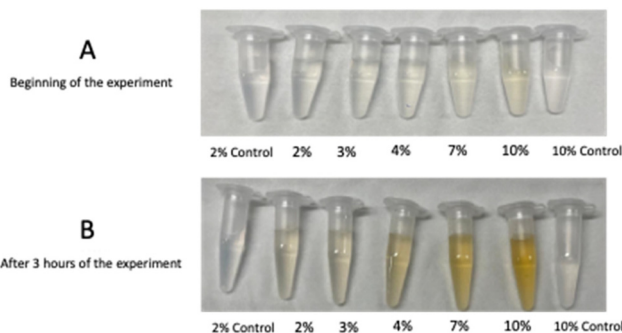 A
Beginning of the experiment
2% Control 2% 3% 4% 7% 10% 10% Control
B
After 3 hours of the experiment
2% Control 2% 3% 4% 7% 10% 10% Control